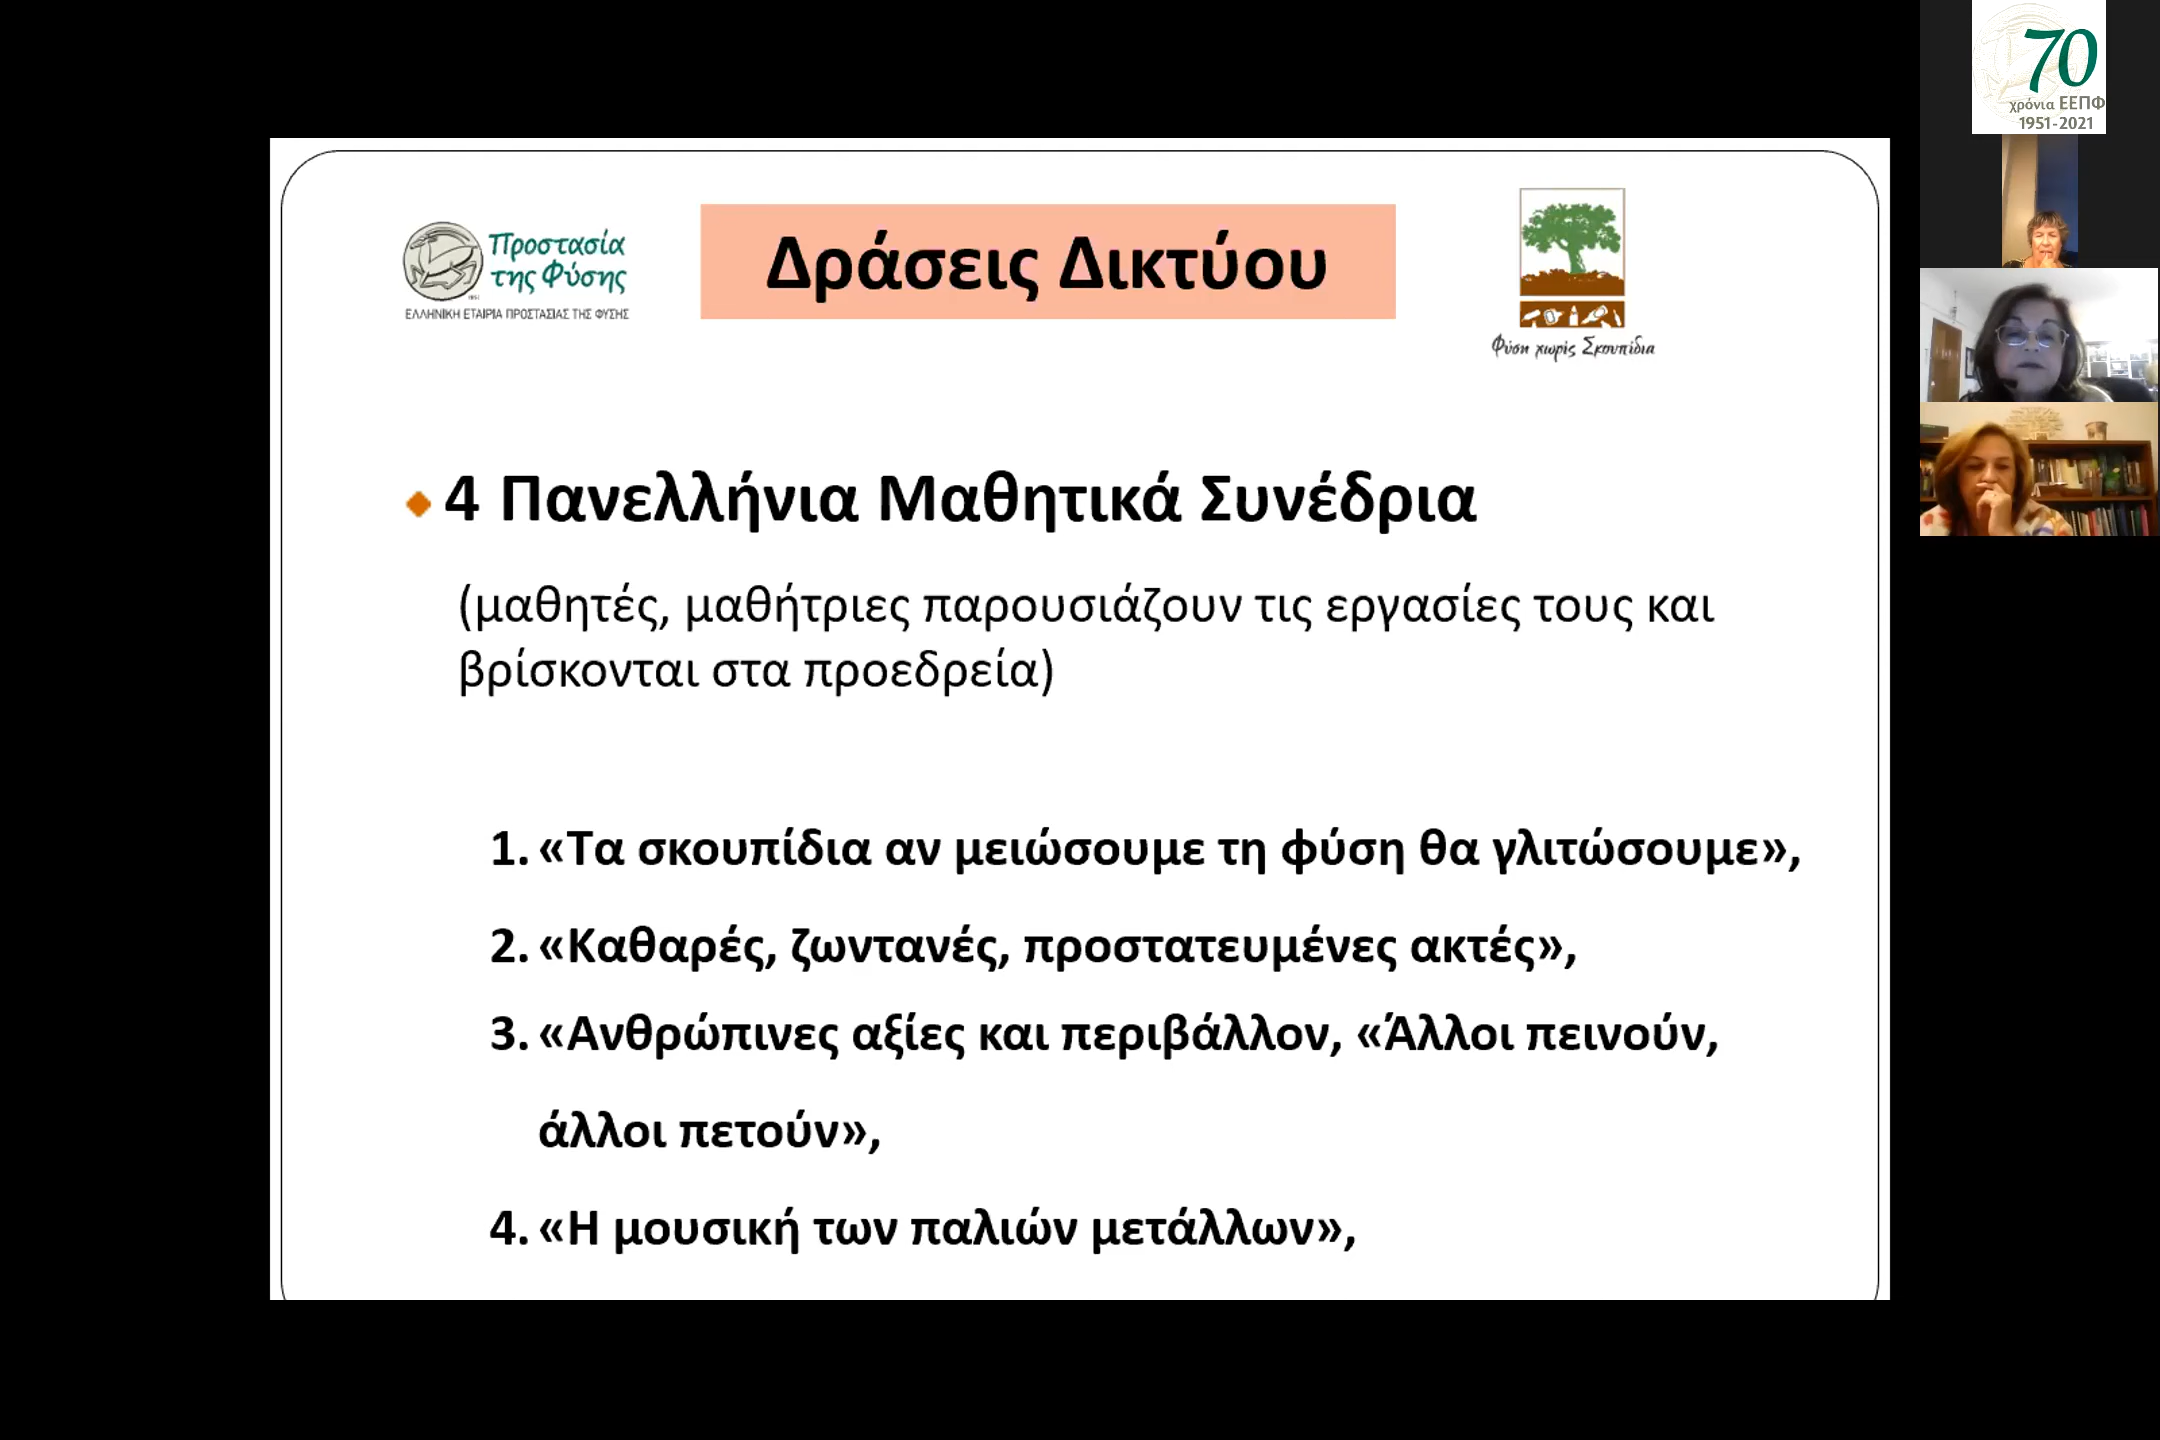 Προστασία
της Φύσης
1951
ΕΛΛΗΝΙΚΗ ΕΤΑΙΡΙΑ ΠΡΟΣΤΑΣΙΑΣ ΤΗΣ ΦΥΣΗΣ
Δράσεις Δικτύου
Φύση χωρίς Σκουπίδια
4 Πανελλήνια Μαθητικά Συνέδρια
(μαθητές, μαθήτριες παρουσιάζουν τις εργασίες τους και
βρίσκονται στα προεδρεία)
1. «Τα σκουπίδια αν μειώσουμε τη φύση θα γλιτώσουμε»,
2. «Καθαρές, ζωντανές, προστατευμένες ακτές»,
3. «Ανθρώπινες αξίες και περιβάλλον, «Άλλοι πεινούν,
άλλοι πετούν»,
4. «Η μουσική των παλιών μετάλλων»,
70
χρόνια ΕΕΠΦ
1951-2021